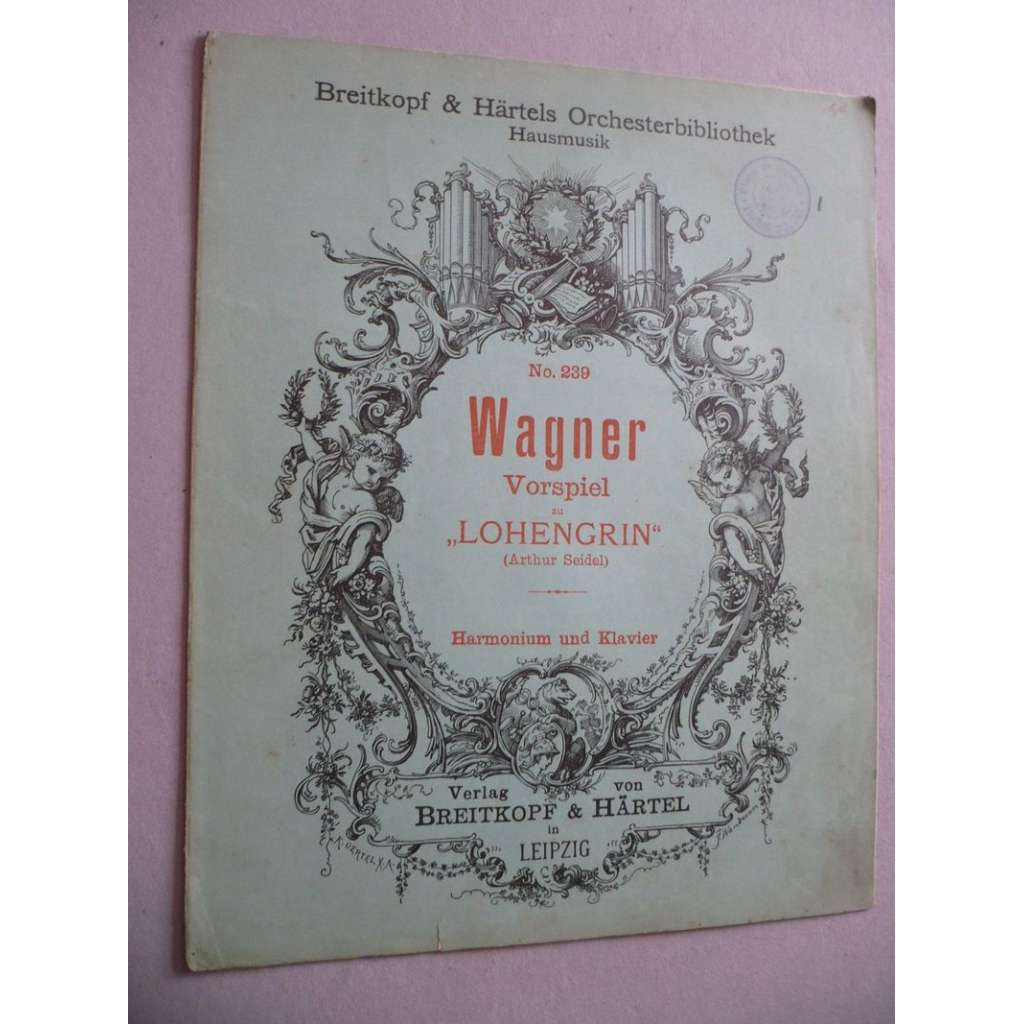 Breitkopf & Härtels Orchesterbibliothek
Hausmusik
No. 239
Wagner
Vorspiel
zu
„LOHENGRIN“
(Arthur Seidel)
Harmonium und Klavier
Verlag von
BREITKOPF & HÄRTEL
in
LEIPZIG
A. OERTEL X.A.